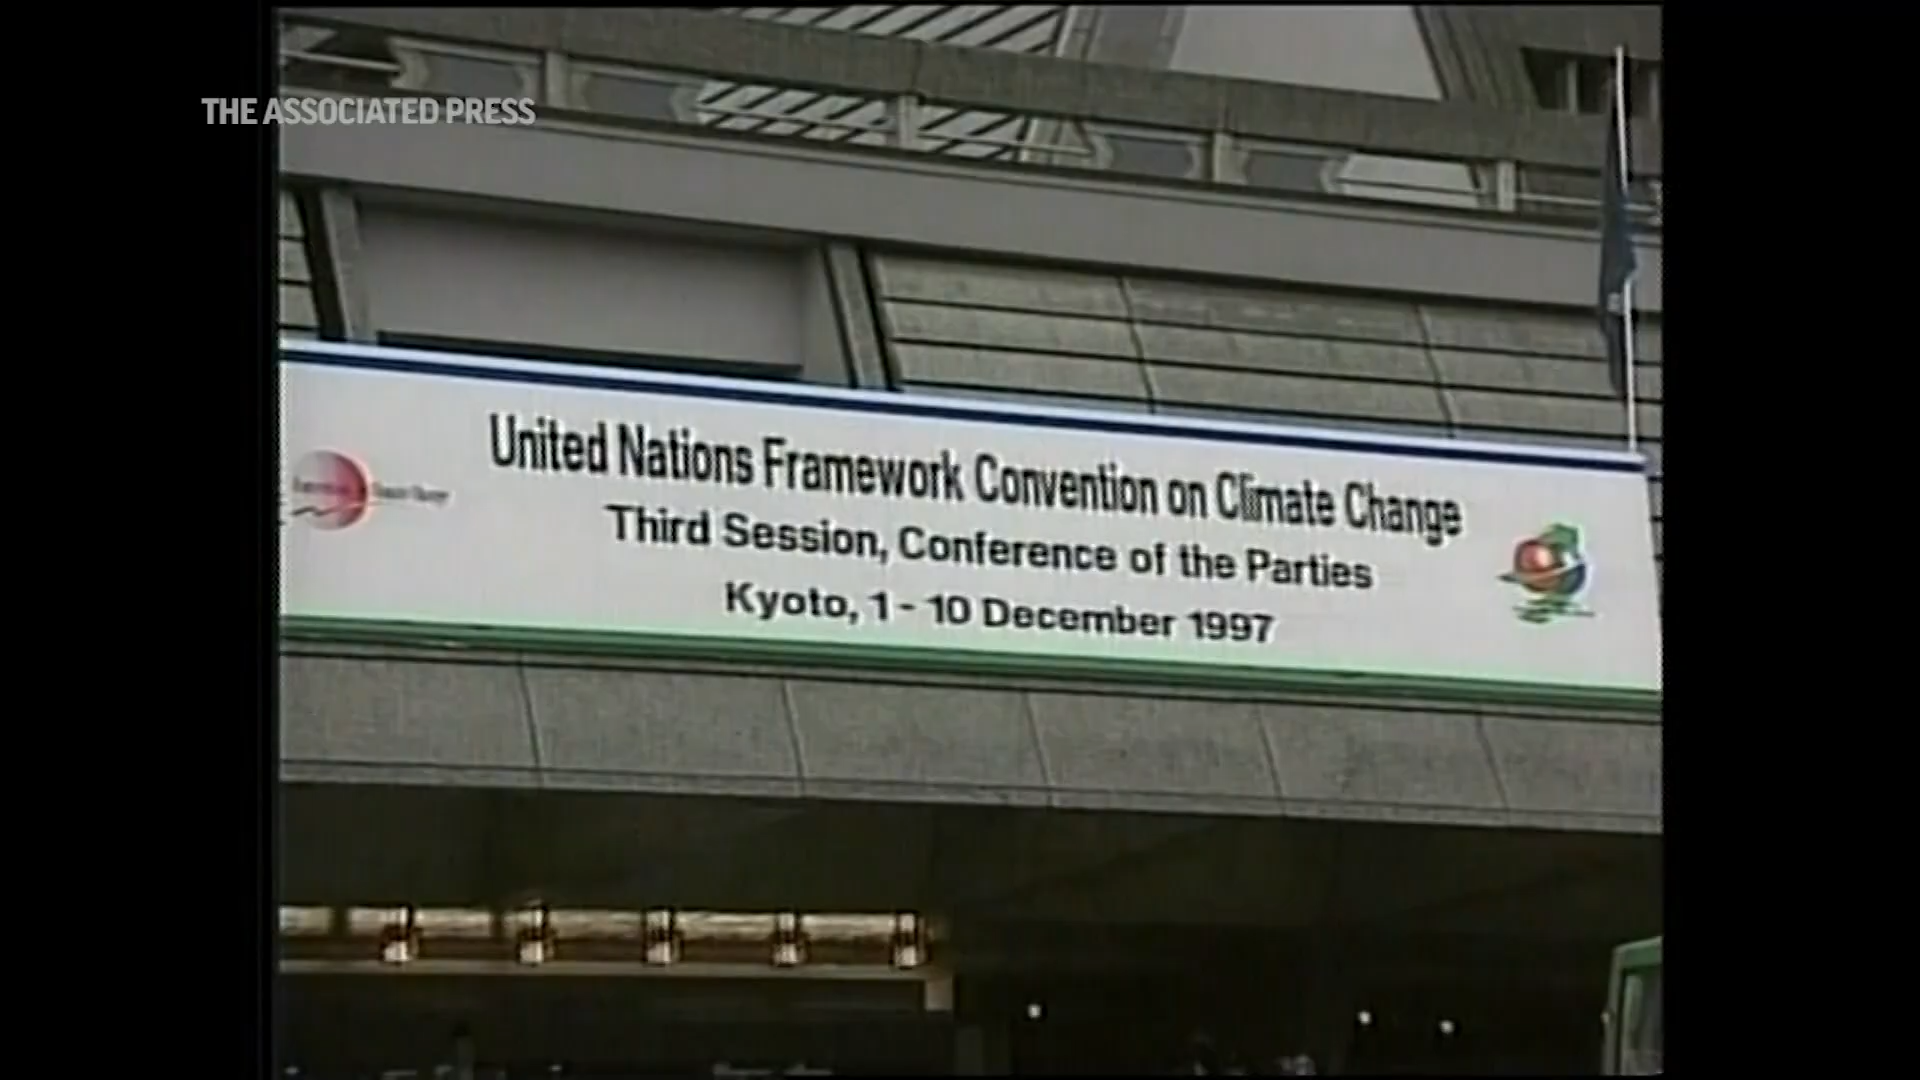 THE ASSOCIATED PRESS
United Nations Framework Convention on Climate Change
Third Session, Conference of the Parties
Kyoto, 1 - 10 December 1997